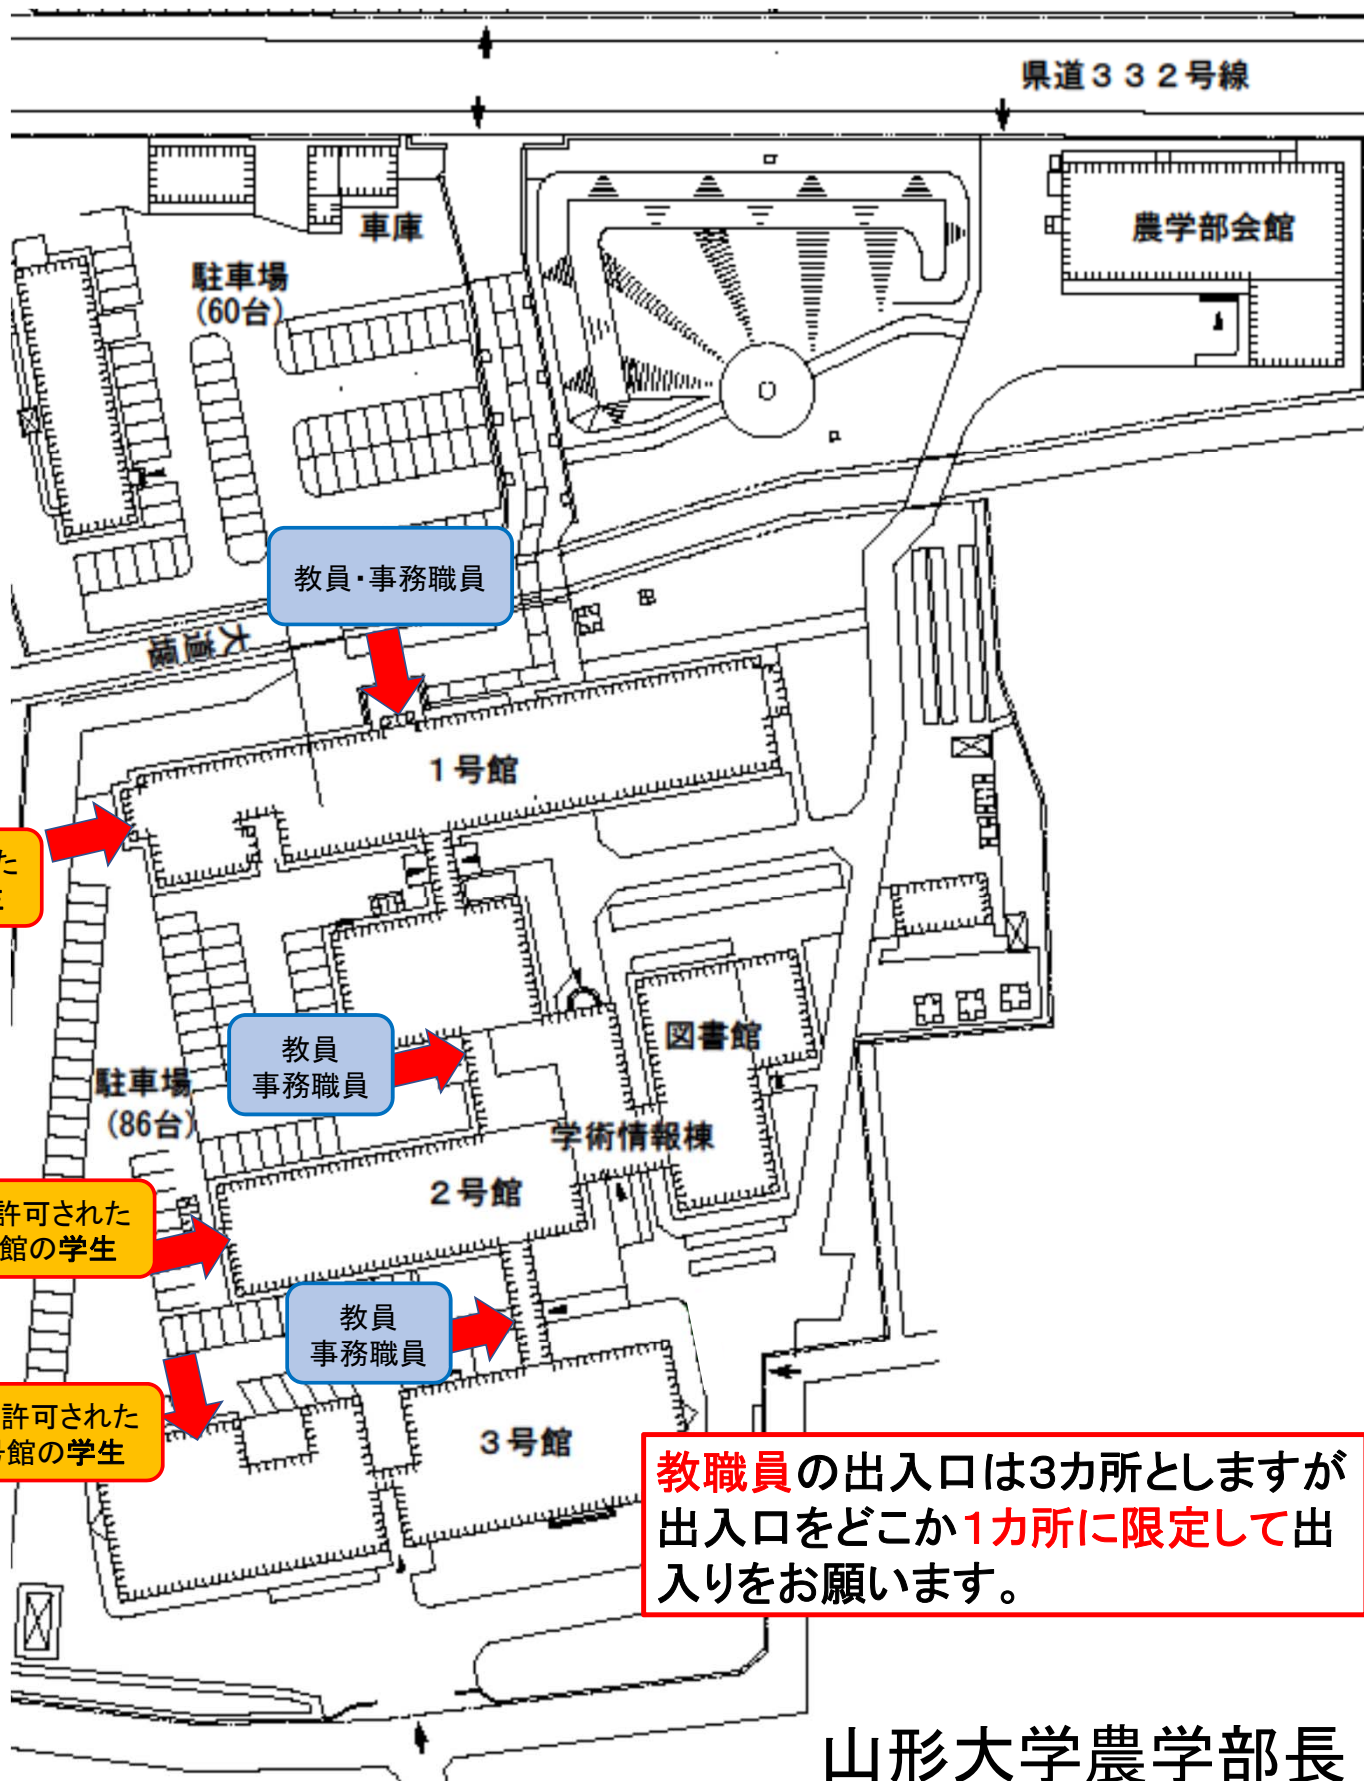 県道332号線
車庫
農学部会館
駐車場
(60台)
教員・事務職員
大道堰
1号館
た
図書館
教員
事務職員
駐車場
(86台)
学術情報棟
2号館
許可された
館の学生
教員
事務職員
許可された
号館の学生
3号館
教職員の出入口は3カ所としますが
出入口をどこか1カ所に限定して出
入りをお願います。
山形大学農学部長